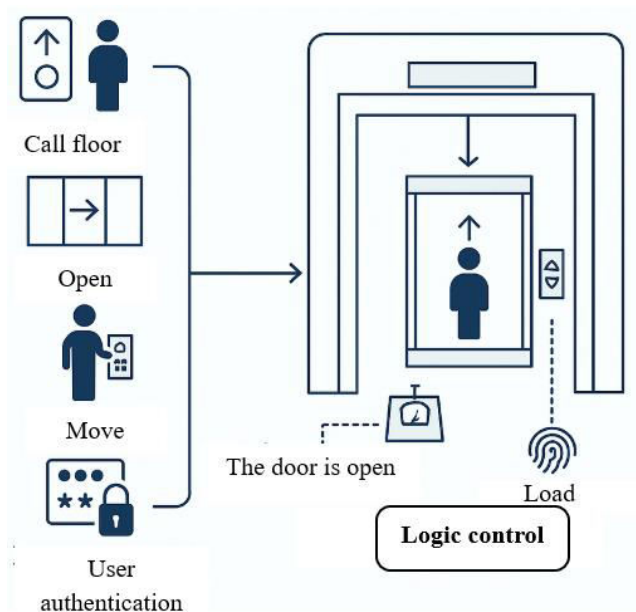 Call floor
Open
Move
User
authentication
The door is open
Load
Logic control